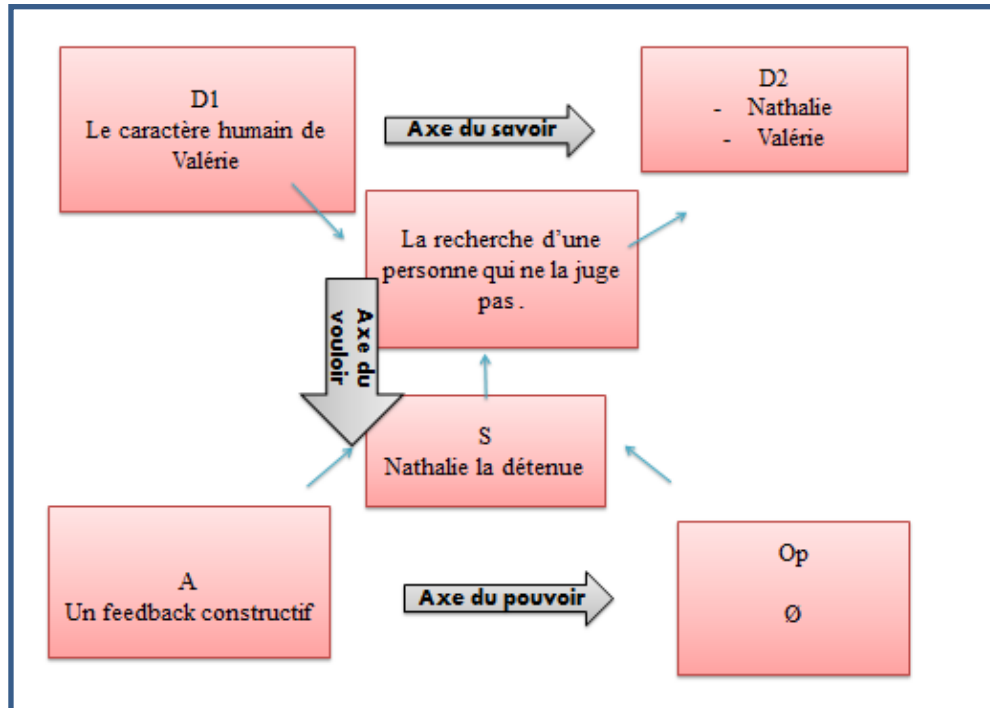 D1
Le caractère humain de
Valérie
Axe du savoir
D2
- Nathalie
- Valérie
La recherche d’une
personne qui ne la juge
pas .
Axe du
vouloir
S
Nathalie la détenue
A
Un feedback constructif
Axe du pouvoir
Op
Ø